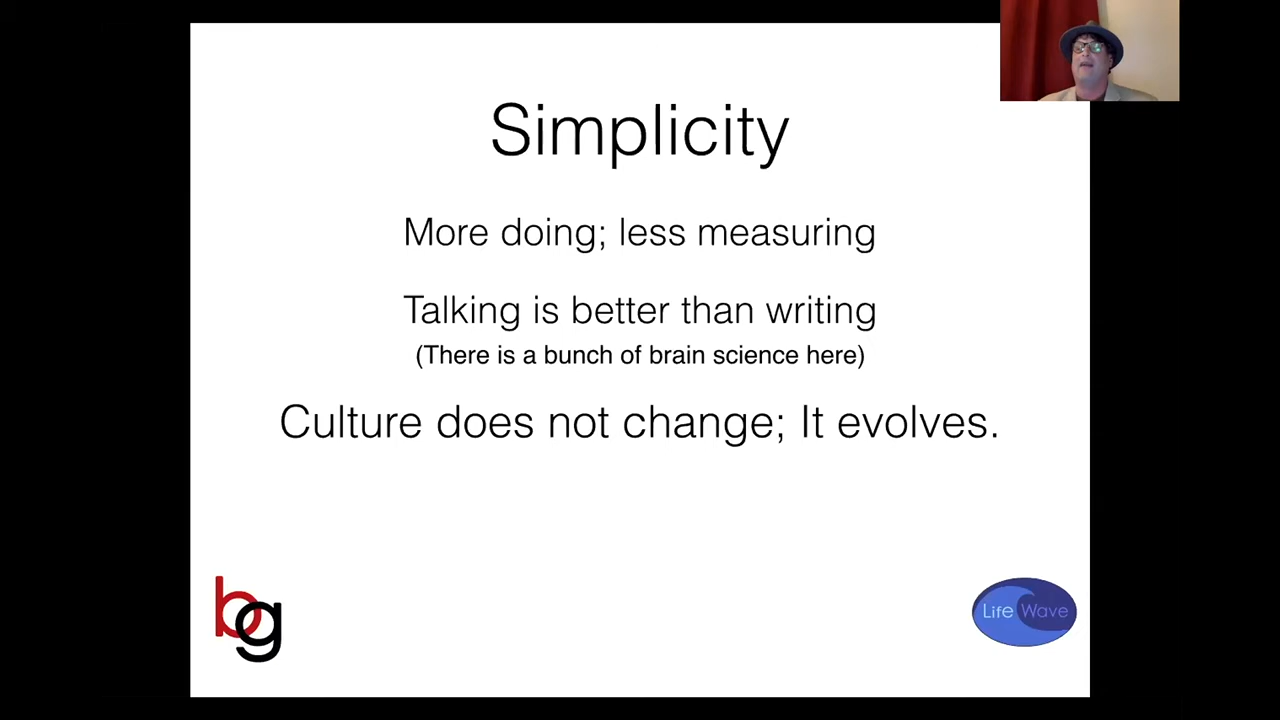 Simplicity
More doing; less measuring
Talking is better than writing
(There is a bunch of brain science here)
Culture does not change; It evolves.
bg
Life Wave